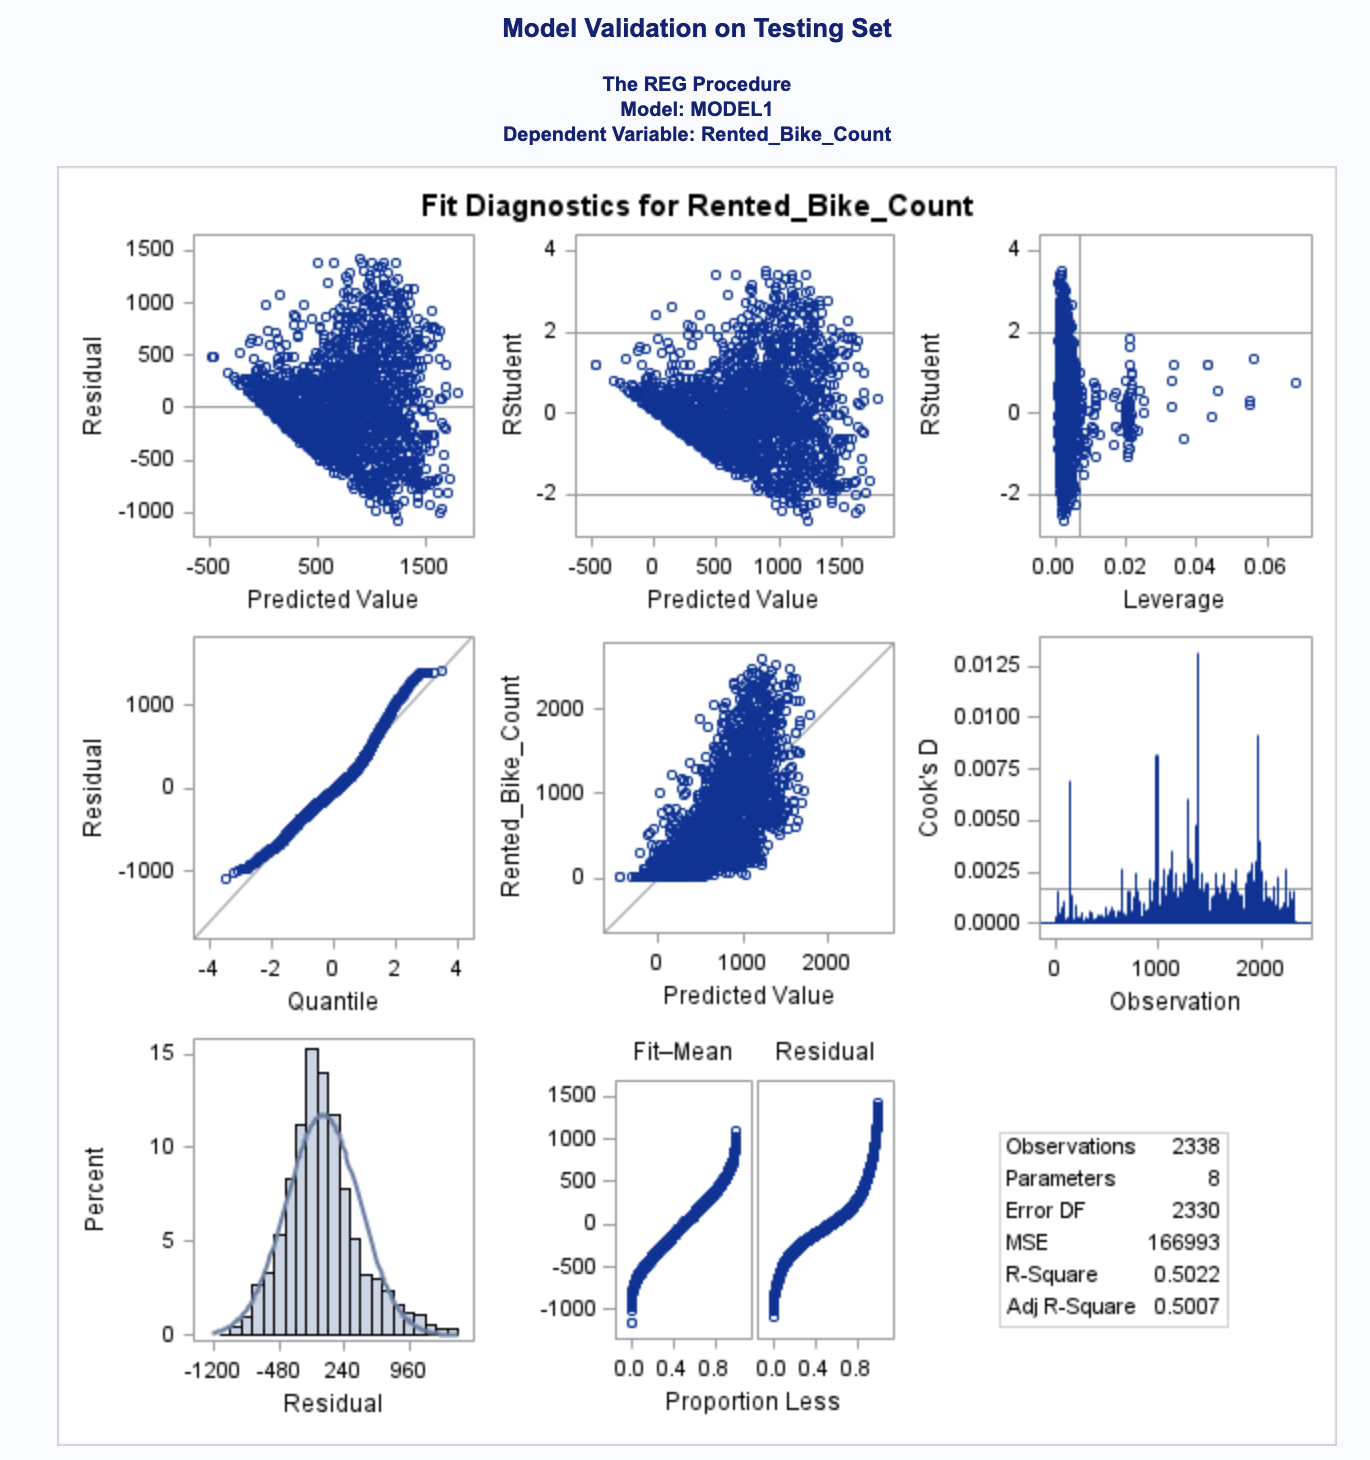 Model Validation on Testing Set
The REG Procedure
Model: MODEL1
Dependent Variable: Rented_Bike_Count
Fit Diagnostics for Rented_Bike_Count
1500
1000
500
0
-500
-1000
Residual
-500 500 1500
Predicted Value
4
2
0
-2
RStudent
-500 0 500 1000 1500
Predicted Value
4
2
0
-2
RStudent
0.00 0.02 0.04 0.06
Leverage
1000
0
-1000
Residual
-4 -2 0 2 4
Quantile
2000
1000
0
Rented_Bike_Count
0 1000 2000
Predicted Value
0.0125
0.0100
0.0075
0.0050
0.0025
0.0000
Cook's D
0 1000 2000
Observation
15
10
5
0
Percent
-1200 -480 240 960
Residual
Fit–Mean Residual
1500
1000
500
0
-500
-1000
0.0 0.4 0.8 0.0 0.4 0.8
Proportion Less
Observations 2338
Parameters 8
Error DF 2330
MSE 166993
R-Square 0.5022
Adj R-Square 0.5007